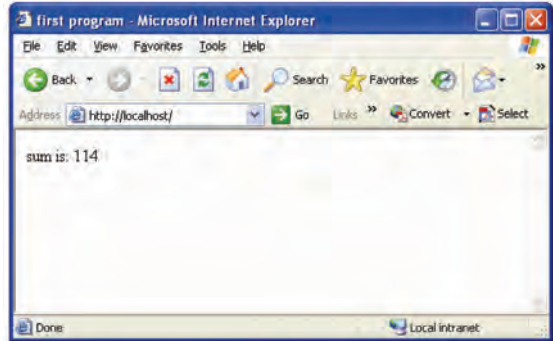 first program - Microsoft Internet Explorer
File Edit View Favorites Tools Help
Back Search Favorites »
Address http://localhost/ Go Links » Convert Select
sum is: 114
Done Local intranet